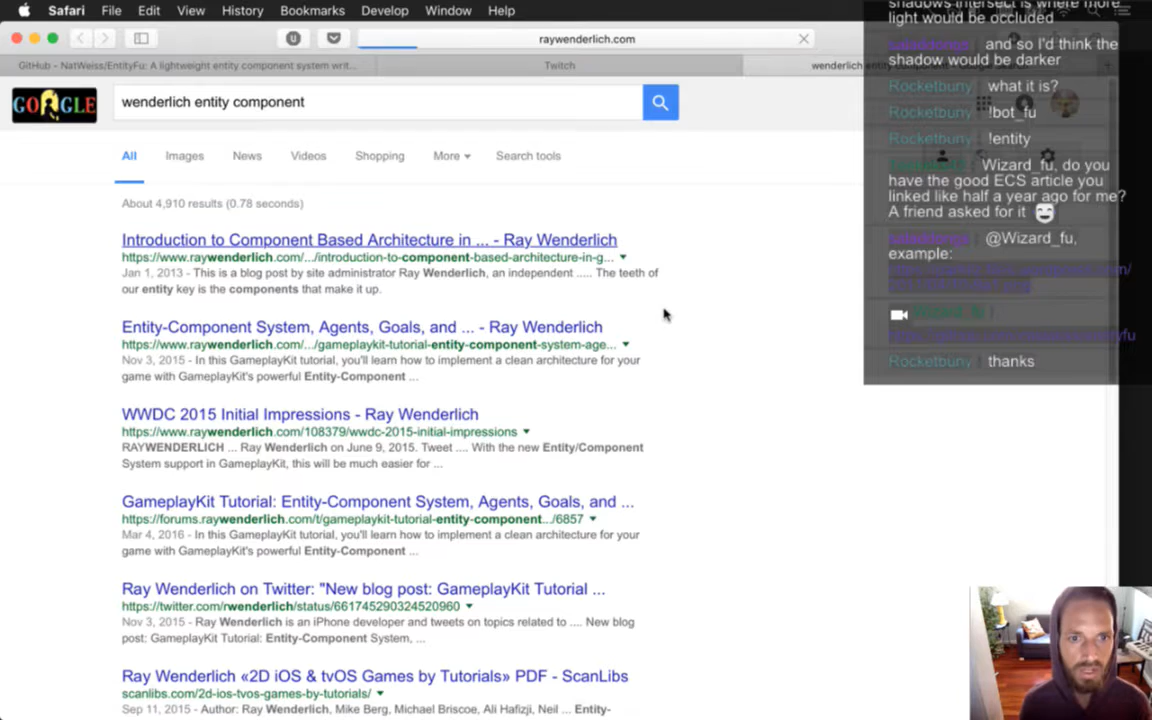 Safari File Edit View History Bookmarks Develop Window Help
raywenderlich.com
GitHub - NatWeiss/EntityFu: A lightweight entity component system writ...
Twitch
wenderlich entity
GOOGLE
wenderlich entity component
All Images News Videos Shopping More Search tools
About 4,910 results (0.78 seconds)
Introduction to Component Based Architecture in ... - Ray Wenderlich
https://www.raywenderlich.com/.../introduction-to-component-based-architecture-in-g...
Jan 1, 2013 - This is a blog post by site administrator Ray Wenderlich, an independent ..... The teeth of
our entity key is the components that make it up.
Entity-Component System, Agents, Goals, and ... - Ray Wenderlich
https://www.raywenderlich.com/.../gameplaykit-tutorial-entity-component-system-age...
Nov 3, 2015 - In this GameplayKit tutorial, you'll learn how to implement a clean architecture for your
game with GameplayKit's powerful Entity-Component ...
WWDC 2015 Initial Impressions - Ray Wenderlich
https://www.raywenderlich.com/108379/wwdc-2015-initial-impressions
RAYWENDERLICH ... Ray Wenderlich on June 9, 2015. Tweet .... With the new Entity/Component
System support in GameplayKit, this will be much easier for ...
GameplayKit Tutorial: Entity-Component System, Agents, Goals, and ...
https://forums.raywenderlich.com/t/gameplaykit-tutorial-entity-component.../6857
Mar 4, 2016 - In this GameplayKit tutorial, you'll learn how to implement a clean architecture for your
game with GameplayKit's powerful Entity-Component ...
Ray Wenderlich on Twitter: "New blog post: GameplayKit Tutorial ...
https://twitter.com/rwenderlich/status/661745290324520960
Nov 3, 2015 - Ray Wenderlich is an iPhone developer and tweets on topics related to .... New blog
post: GameplayKit Tutorial: Entity-Component System, ...
Ray Wenderlich «2D iOS & tvOS Games by Tutorials» PDF - ScanLibs
scanlibs.com/2d-ios-tvos-games-by-tutorials/
Sep 11, 2015 - Author: Ray Wenderlich, Mike Berg, Michael Briscoe, Ali Hafizji, Neil ... Entity-
shadows intersect is where more
light would be occluded
and so I'd think the
shadow would be darker
Rocketbuny what it is?
Rocketbuny !bot_fu
Rocketbuny !entity
Wizard_fu, do you
have the good ECS article you
linked like half a year ago for me?
A friend asked for it
@Wizard_fu,
example:
Wizard_fu
Rocketbuny thanks